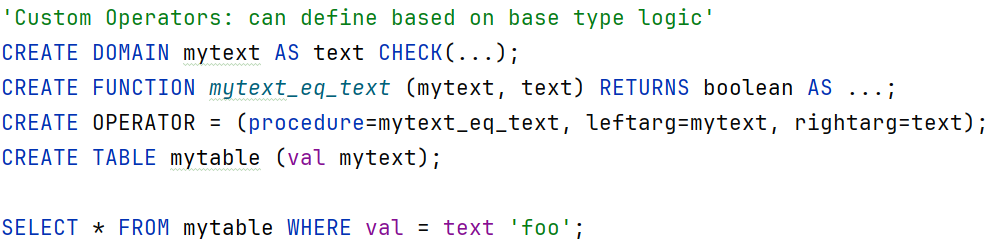 'Custom Operators: can define based on base type logic'
CREATE DOMAIN mytext AS text CHECK(...);
CREATE FUNCTION mytext_eq_text (mytext, text) RETURNS boolean AS ...;
CREATE OPERATOR = (procedure=mytext_eq_text, leftarg=mytext, rightarg=text);
CREATE TABLE mytable (val mytext);
SELECT * FROM mytable WHERE val = text 'foo';